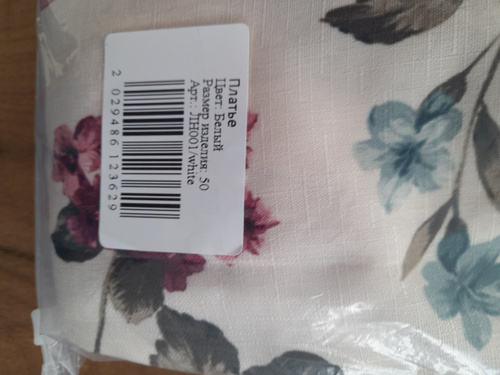 Платье
Цвет: Белый
Размер изделия: 50
Арт.: ЛН001/white
2 029486 123629